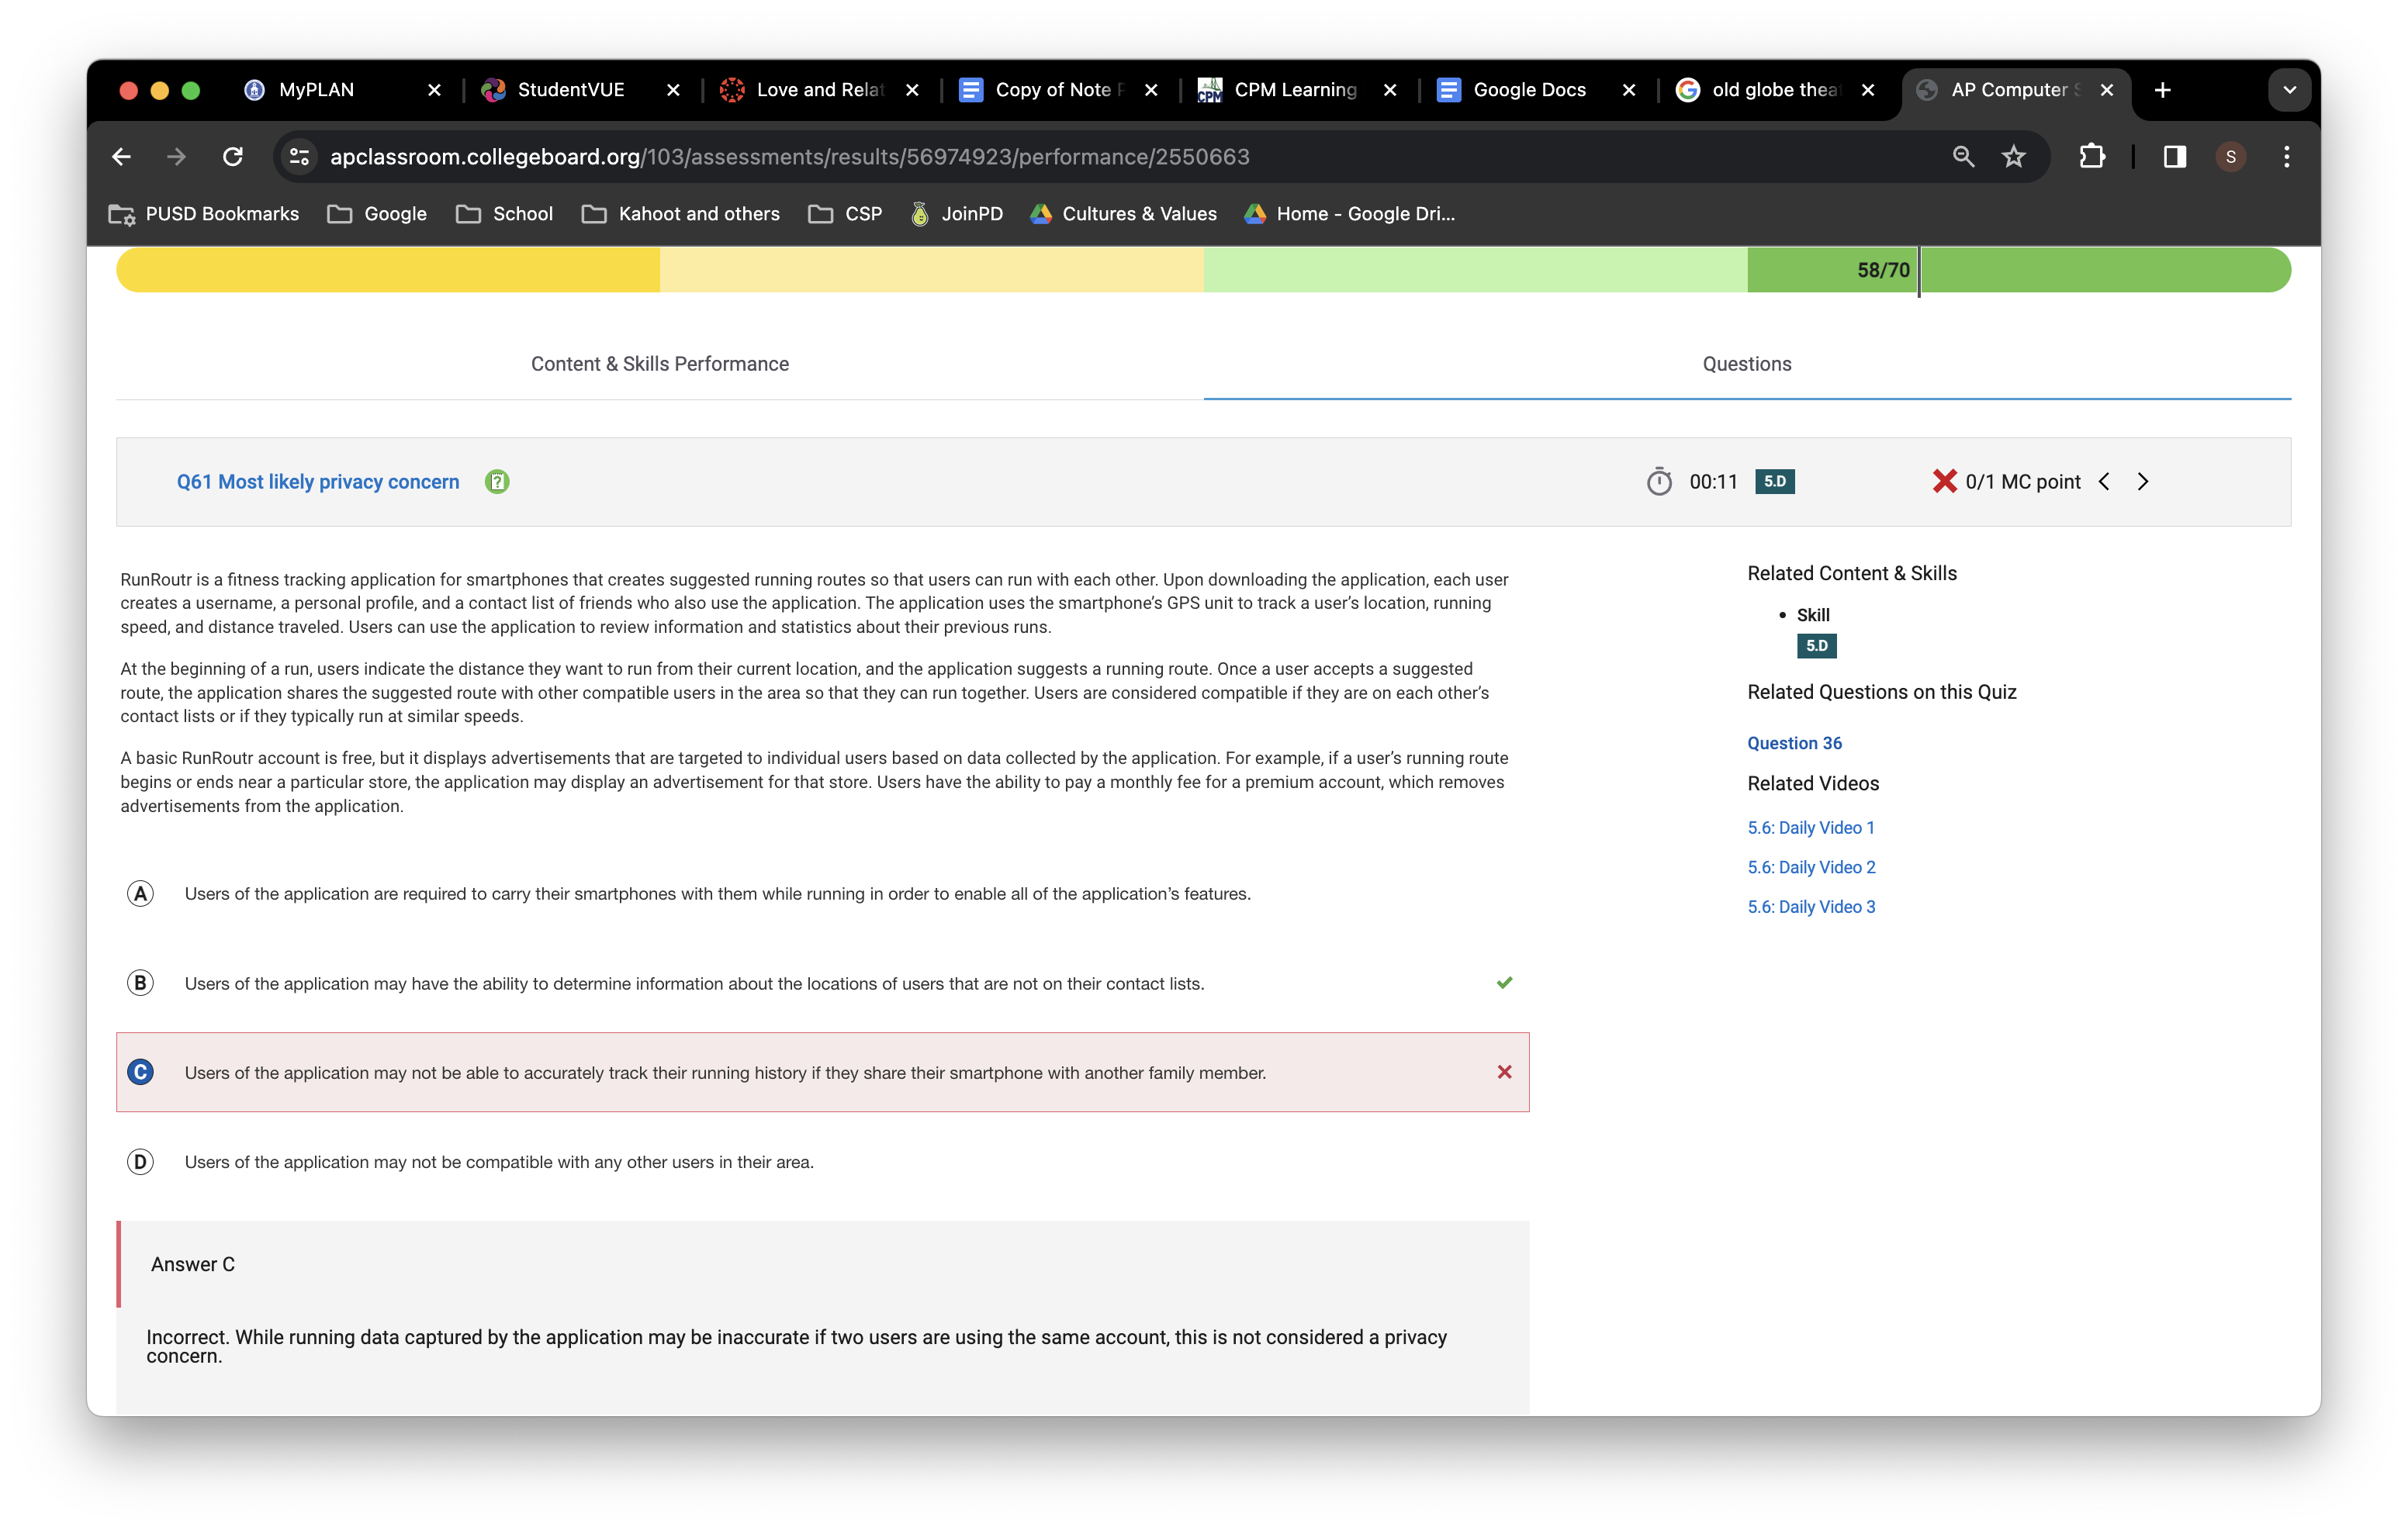 MyPLAN
StudentVUE
Love and Relat
Copy of Note P
CPM
CPM Learning
Google Docs
old globe thea
AP Computer S
apclassroom.collegeboard.org/103/assessments/results/56974923/performance/2550663
S
PUSD Bookmarks
Google
School
Kahoot and others
CSP
JoinPD
Cultures & Values
Home - Google Dri...
58/70
Content & Skills Performance
Questions
Q61 Most likely privacy concern
00:11
5.D
0/1 MC point
RunRoutr is a fitness tracking application for smartphones that creates suggested running routes so that users can run with each other. Upon downloading the application, each user
creates a username, a personal profile, and a contact list of friends who also use the application. The application uses the smartphone's GPS unit to track a user's location, running
speed, and distance traveled. Users can use the application to review information and statistics about their previous runs.
At the beginning of a run, users indicate the distance they want to run from their current location, and the application suggests a running route. Once a user accepts a suggested
route, the application shares the suggested route with other compatible users in the area so that they can run together. Users are considered compatible if they are on each other's
contact lists or if they typically run at similar speeds.
A basic RunRoutr account is free, but it displays advertisements that are targeted to individual users based on data collected by the application. For example, if a user's running route
begins or ends near a particular store, the application may display an advertisement for that store. Users have the ability to pay a monthly fee for a premium account, which removes
advertisements from the application.
A Users of the application are required to carry their smartphones with them while running in order to enable all of the application's features.
B Users of the application may have the ability to determine information about the locations of users that are not on their contact lists.
C Users of the application may not be able to accurately track their running history if they share their smartphone with another family member.
D Users of the application may not be compatible with any other users in their area.
Answer C
Incorrect. While running data captured by the application may be inaccurate if two users are using the same account, this is not considered a privacy
concern.
Related Content & Skills
Skill
5.D
Related Questions on this Quiz
Question 36
Related Videos
5.6: Daily Video 1
5.6: Daily Video 2
5.6: Daily Video 3